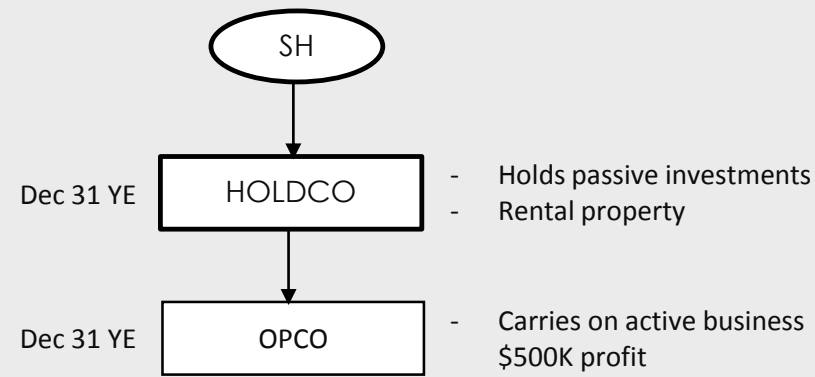 SH
Dec 31 YE
HOLDCO
- Holds passive investments
- Rental property
Dec 31 YE
OPCO
- Carries on active business
$500K profit